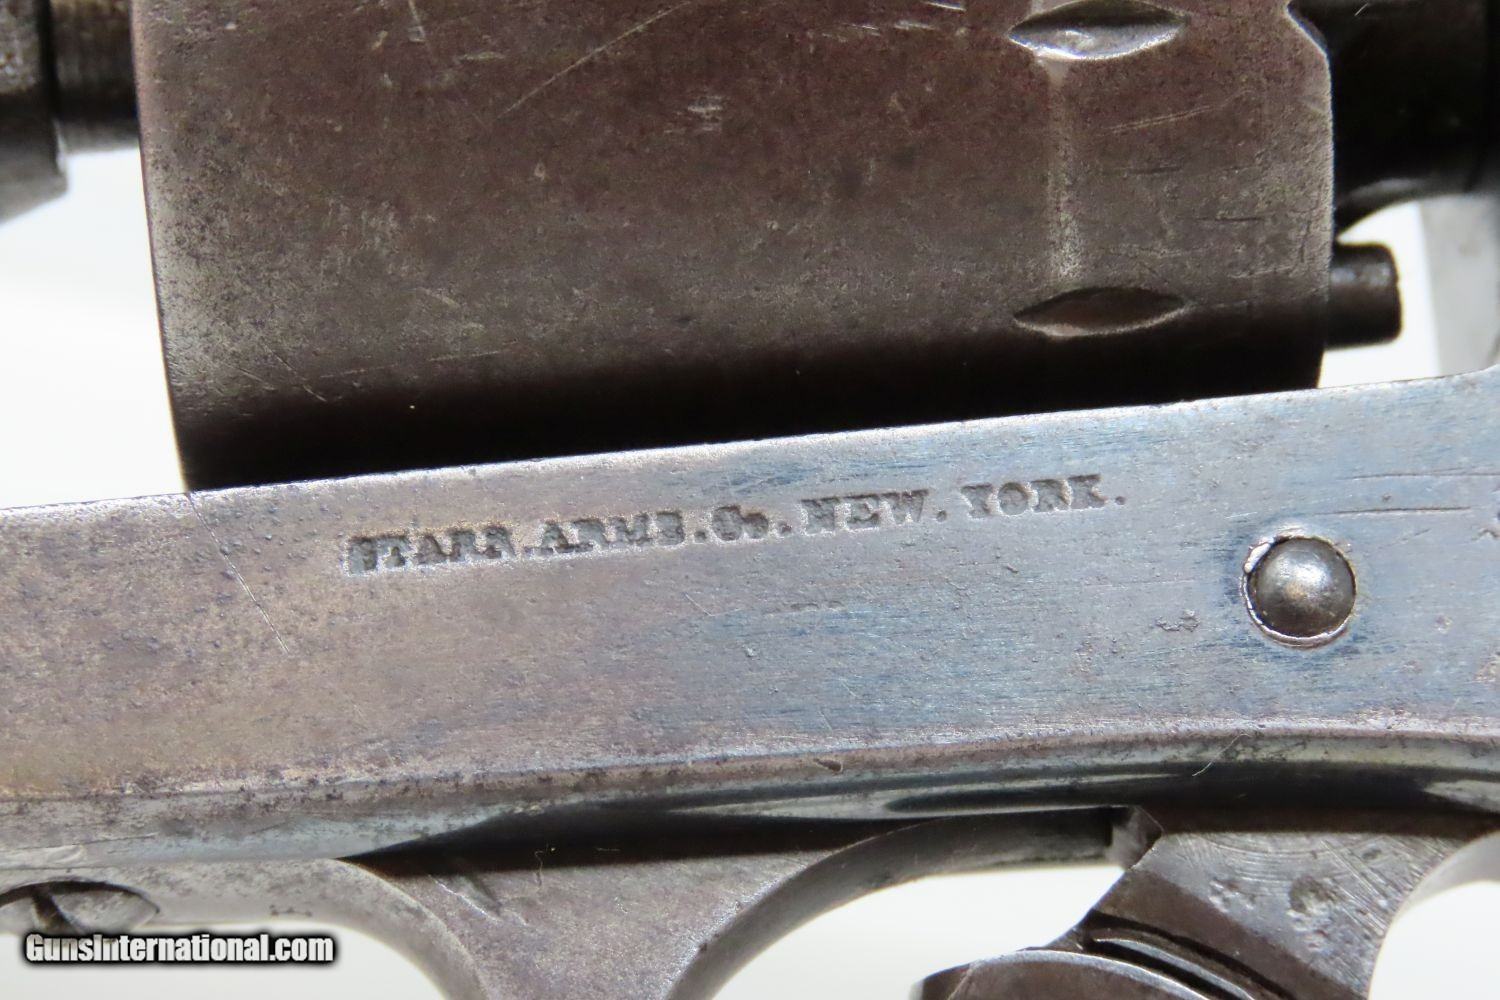 STARR.ARMS.Co.NEW.YORK.
GunsInternational.com